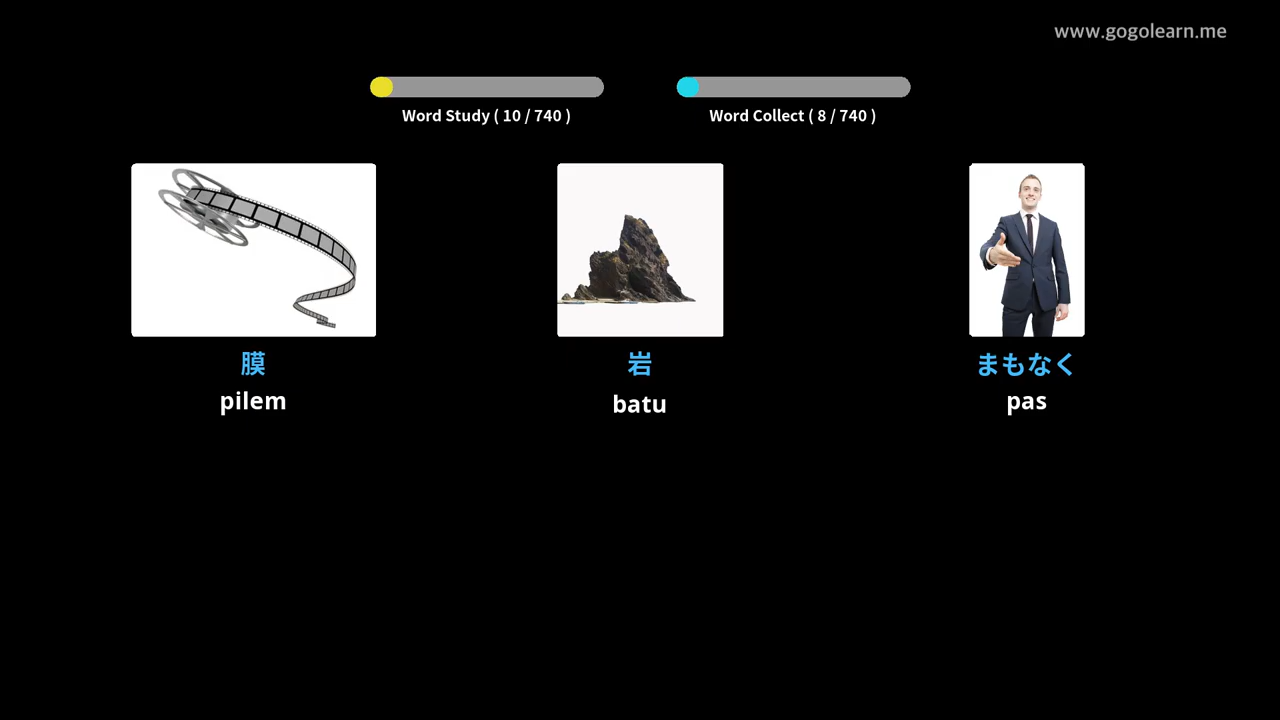 www.gogolearn.me
Word Study ( 10 / 740 )
Word Collect ( 8 / 740 )
膜
pilem
岩
batu
まもなく
pas